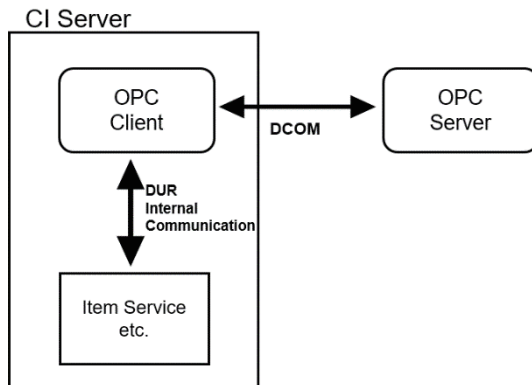 CI Server
OPC
Client
OPC
Server
DCOM
DUR
Internal
Communication
Item Service
etc.